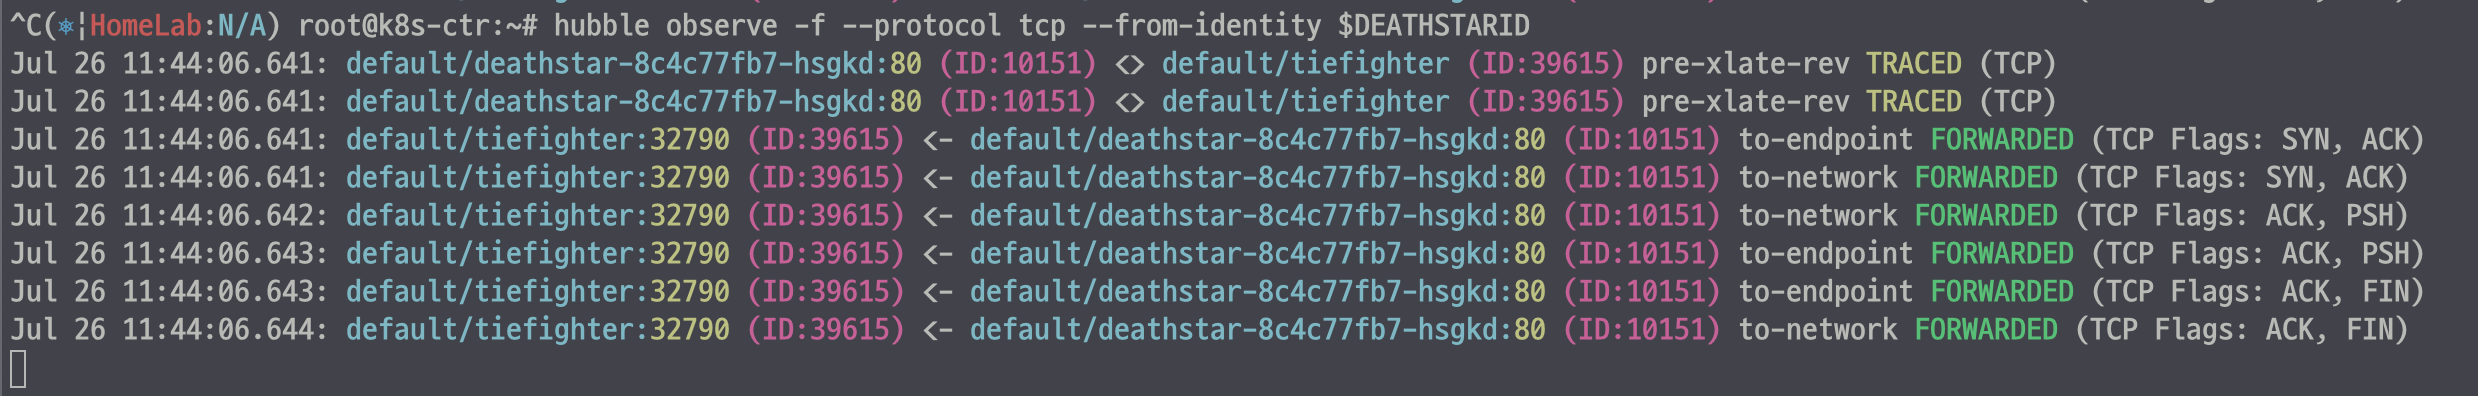 ^C(⎈|HomeLab:N/A) root@k8s-ctr:~# hubble observe -f --protocol tcp --from-identity $DEATHSTARID
Jul 26 11:44:06.641: default/deathstar-8c4c77fb7-hsgkd:80 (ID:10151) <> default/tiefighter (ID:39615) pre-xlate-rev TRACED (TCP)
Jul 26 11:44:06.641: default/deathstar-8c4c77fb7-hsgkd:80 (ID:10151) <> default/tiefighter (ID:39615) pre-xlate-rev TRACED (TCP)
Jul 26 11:44:06.641: default/tiefighter:32790 (ID:39615) <- default/deathstar-8c4c77fb7-hsgkd:80 (ID:10151) to-endpoint FORWARDED (TCP Flags: SYN, ACK)
Jul 26 11:44:06.641: default/tiefighter:32790 (ID:39615) <- default/deathstar-8c4c77fb7-hsgkd:80 (ID:10151) to-network FORWARDED (TCP Flags: SYN, ACK)
Jul 26 11:44:06.642: default/tiefighter:32790 (ID:39615) <- default/deathstar-8c4c77fb7-hsgkd:80 (ID:10151) to-network FORWARDED (TCP Flags: ACK, PSH)
Jul 26 11:44:06.643: default/tiefighter:32790 (ID:39615) <- default/deathstar-8c4c77fb7-hsgkd:80 (ID:10151) to-endpoint FORWARDED (TCP Flags: ACK, PSH)
Jul 26 11:44:06.643: default/tiefighter:32790 (ID:39615) <- default/deathstar-8c4c77fb7-hsgkd:80 (ID:10151) to-endpoint FORWARDED (TCP Flags: ACK, FIN)
Jul 26 11:44:06.644: default/tiefighter:32790 (ID:39615) <- default/deathstar-8c4c77fb7-hsgkd:80 (ID:10151) to-network FORWARDED (TCP Flags: ACK, FIN)